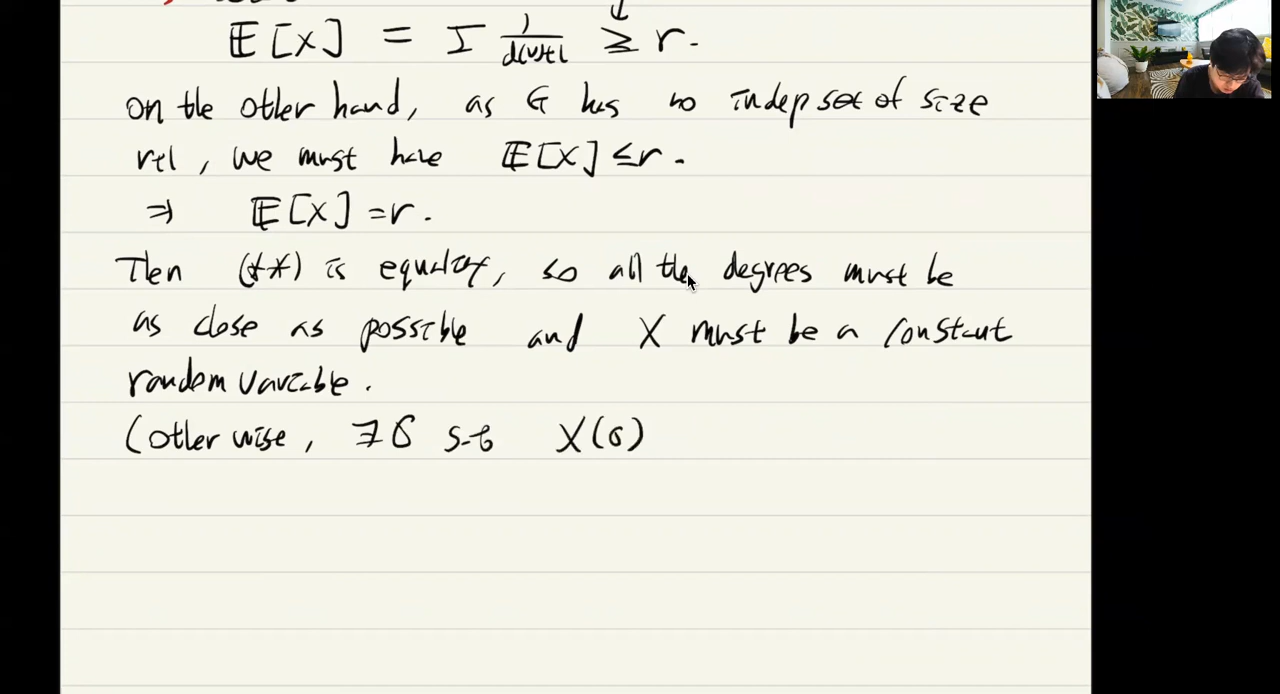 𝔼[X] = Σ 1/(d(v)+1) ≥ r.
on the other hand, as G has no indep set of size
r+1, we must have 𝔼[X] ≤ r.
⇒ 𝔼[X] = r.
Then (**) is equality, so all the degrees must be
as close as possible and X must be a constant
random variable.
(otherwise, ∃ σ s.t. X(σ)